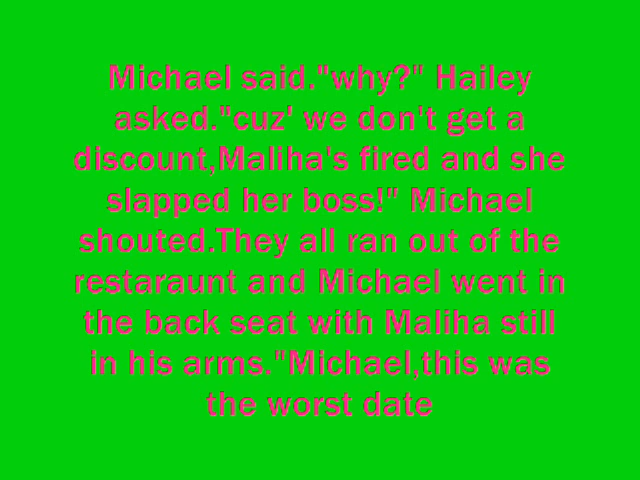 Michael said."why?" Hailey
asked."cuz' we don't get a
discount,Maliha's fired and she
slapped her boss!" Michael
shouted.They all ran out of the
restaraunt and Michael went in
the back seat with Maliha still
in his arms."Michael,this was
the worst date